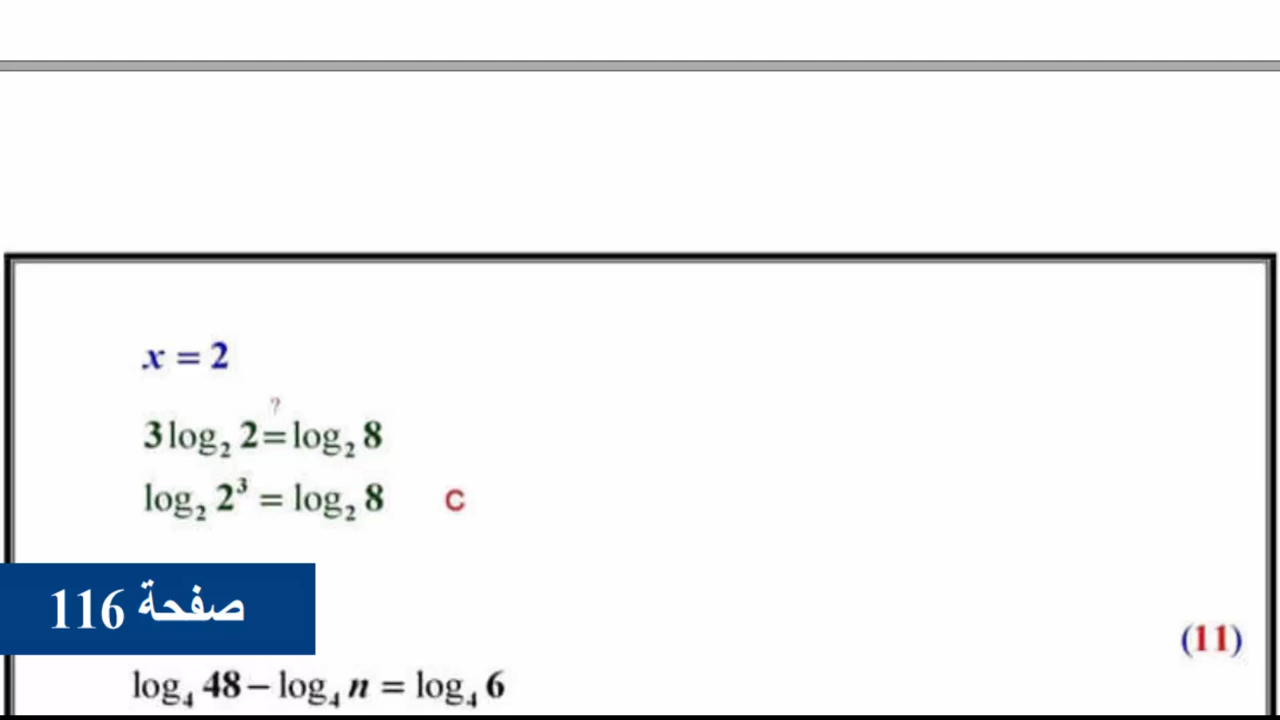 x = 2
?
3 log₂ 2 = log₂ 8
log₂ 2³ = log₂ 8 C
صفحة 116
(11)
log₄ 48 – log₄ n = log₄ 6